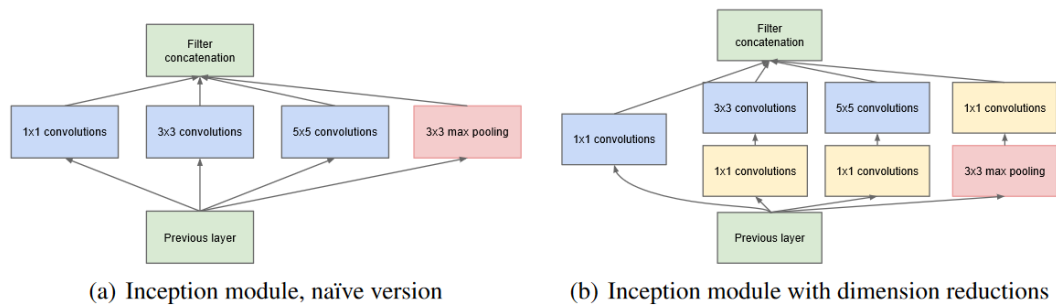 Filter
concatenation
1x1 convolutions
3x3 convolutions
5x5 convolutions
3x3 max pooling
Previous layer
(a) Inception module, naïve version
Filter
concatenation
3x3 convolutions
5x5 convolutions
1x1 convolutions
1x1 convolutions
1x1 convolutions
1x1 convolutions
3x3 max pooling
Previous layer
(b) Inception module with dimension reductions